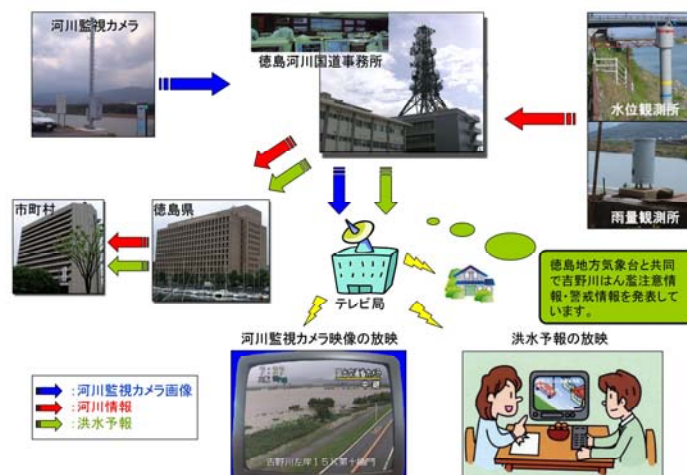 河川監視カメラ
徳島河川国道事務所
水位観測所
雨量観測所
市町村
徳島県
テレビ局
徳島地方気象台と共同
で吉野川はん濫注意情
報・警戒情報を発表して
います。
河川監視カメラ映像の放映
洪水予報の放映
:河川監視カメラ画像
:河川情報
:洪水予報
吉野川左岸15K第十樋門